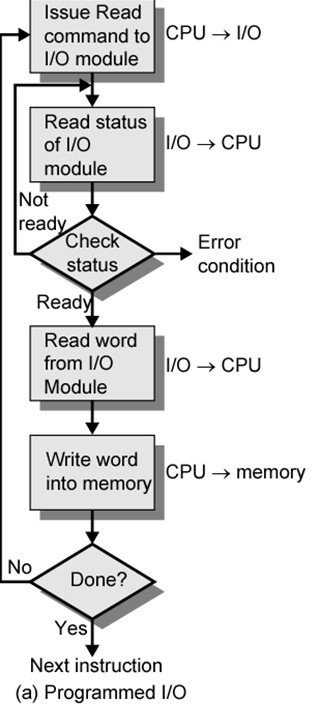 Issue Read
command to
I/O module
CPU → I/O
Read status
of I/O
module
I/O → CPU
Not
ready
Check
status
Error
condition
Ready
Read word
from I/O
Module
I/O → CPU
Write word
into memory
CPU → memory
No
Done?
Yes
Next instruction
(a) Programmed I/O